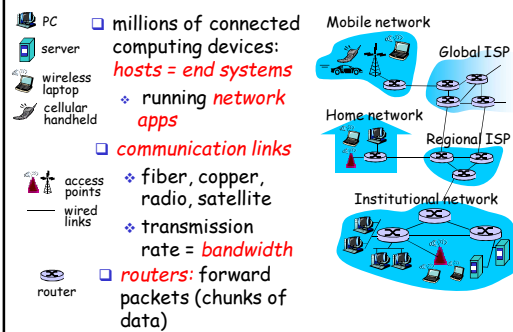 PC
server
wireless
laptop
cellular
handheld
access
points
wired
links
router
millions of connected
computing devices:
hosts = end systems
running network
apps
communication links
fiber, copper,
radio, satellite
transmission
rate = bandwidth
routers: forward
packets (chunks of
data)
Mobile network
Global ISP
Home network
Regional ISP
Institutional network